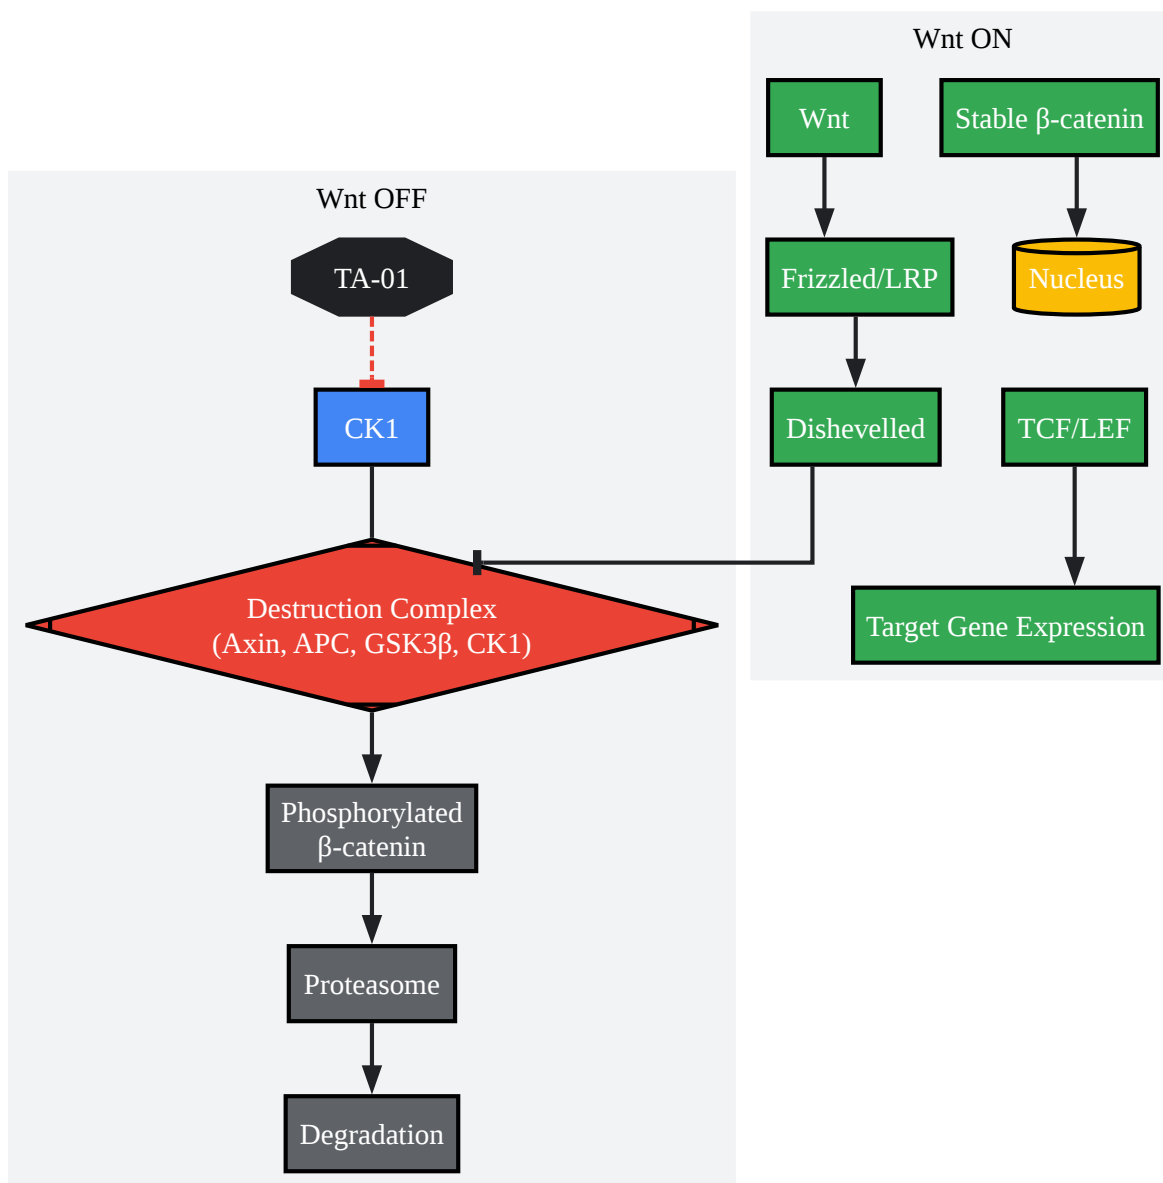 Wnt OFF
TA-01
CK1
Destruction Complex
(Axin, APC, GSK3β, CK1)
Phosphorylated
β-catenin
Proteasome
Degradation
Wnt ON
Wnt
Stable β-catenin
Frizzled/LRP
Nucleus
Dishevelled
TCF/LEF
Target Gene Expression